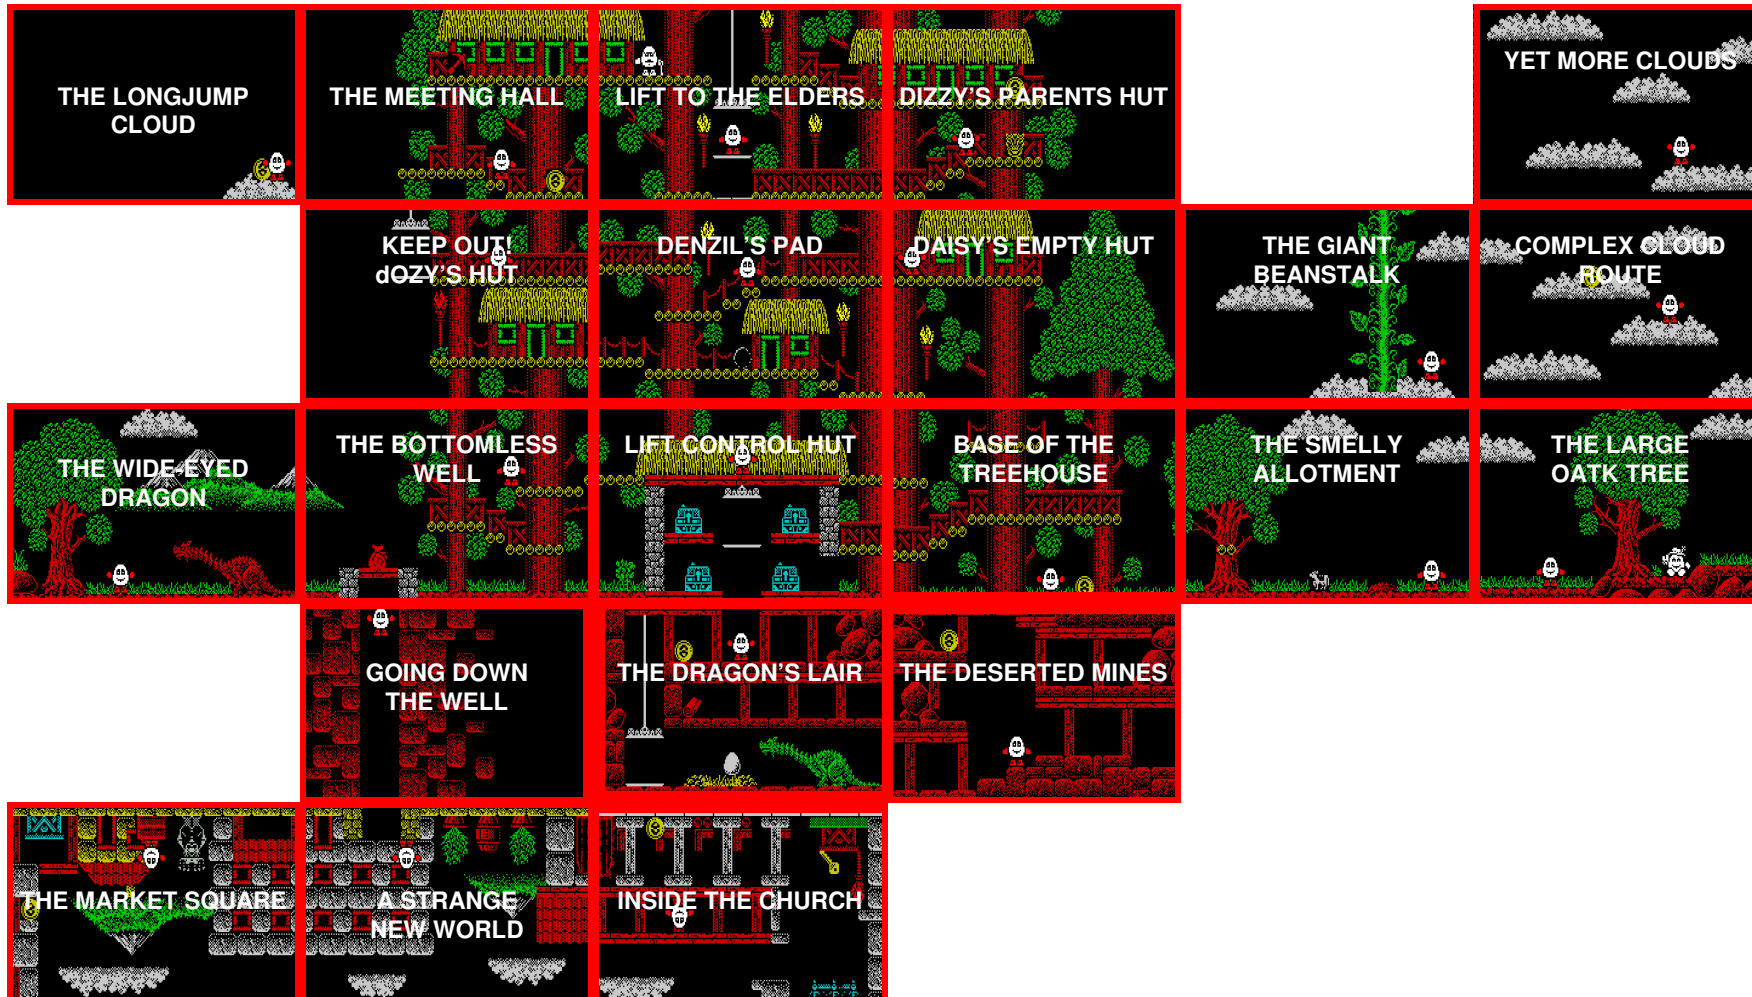 THE LONGJUMP
CLOUD
THE MEETING HALL
LIFT TO THE ELDERS
DIZZY'S PARENTS HUT
YET MORE CLOUDS
KEEP OUT!
dOZY'S HUT
DENZIL'S PAD
DAISY'S EMPTY HUT
THE GIANT
BEANSTALK
COMPLEX CLOUD
ROUTE
THE WIDE-EYED
DRAGON
THE BOTTOMLESS
WELL
LIFT CONTROL HUT
BASE OF THE
TREEHOUSE
THE SMELLY
ALLOTMENT
THE LARGE
OATK TREE
GOING DOWN
THE WELL
THE DRAGON'S LAIR
THE DESERTED MINES
THE MARKET SQUARE
A STRANGE
NEW WORLD
INSIDE THE CHURCH